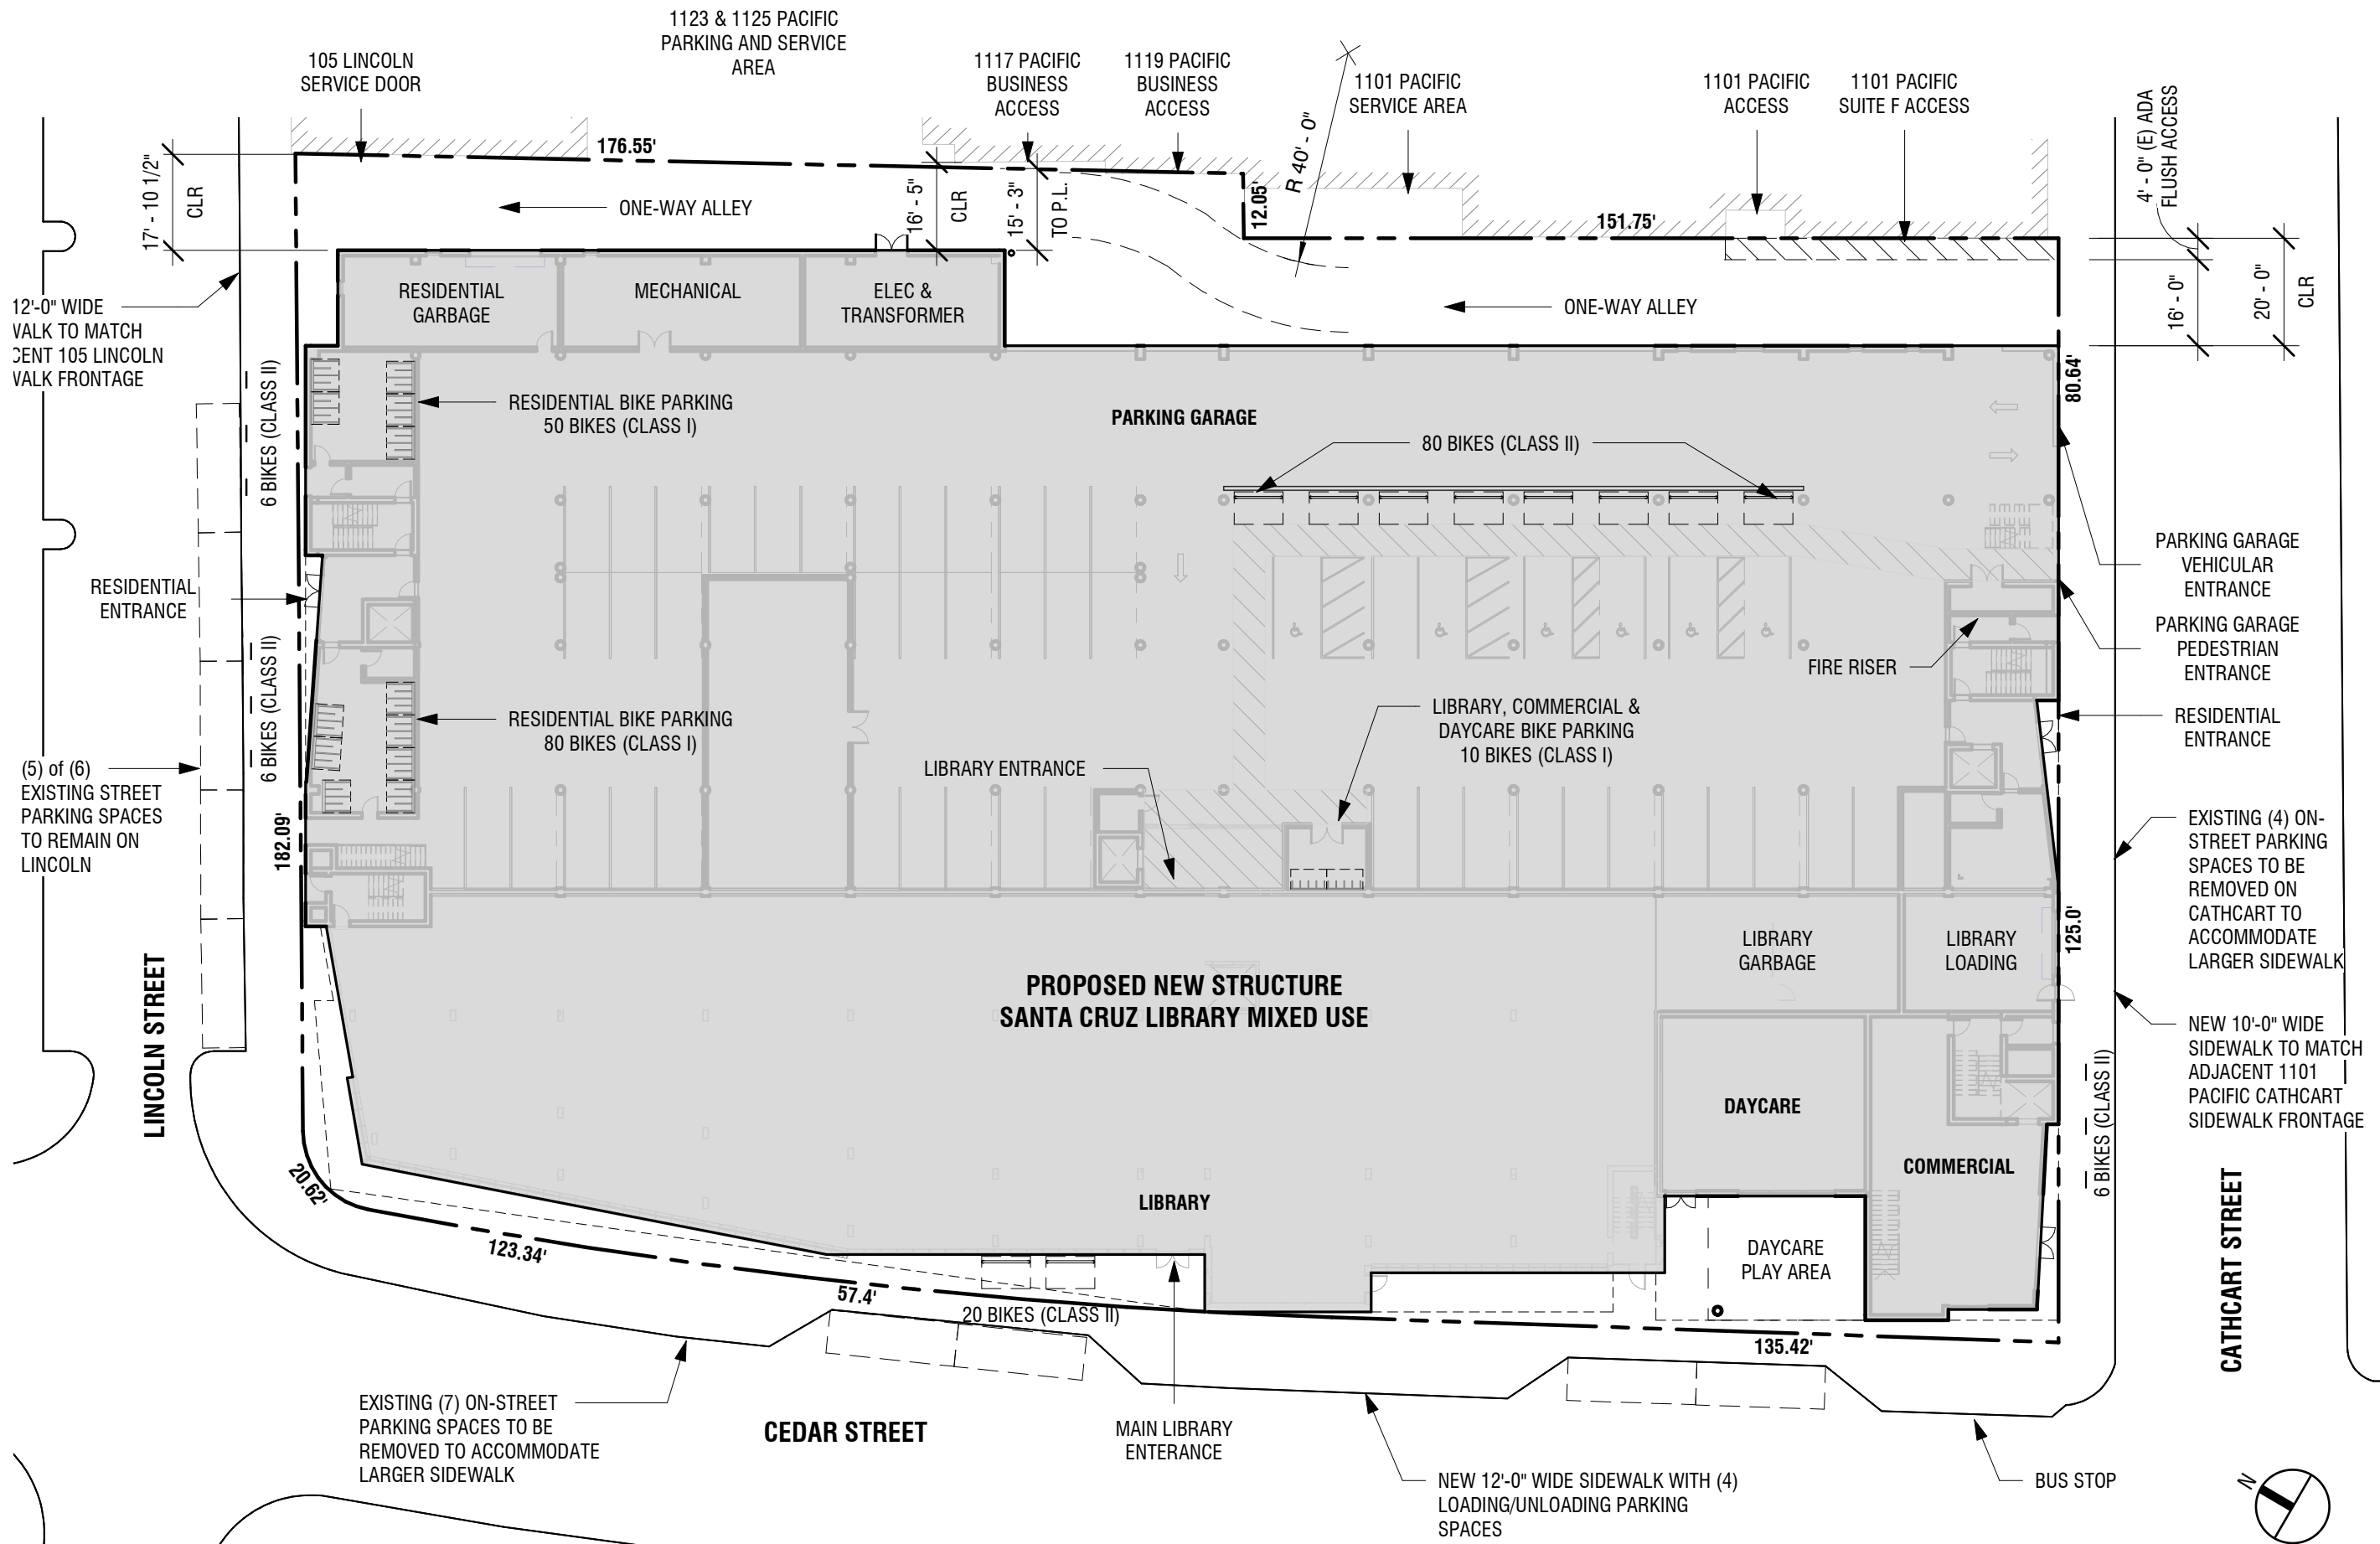 1123 & 1125 PACIFIC
PARKING AND SERVICE
AREA
105 LINCOLN
SERVICE DOOR
1117 PACIFIC
BUSINESS
ACCESS
1119 PACIFIC
BUSINESS
ACCESS
1101 PACIFIC
SERVICE AREA
1101 PACIFIC
ACCESS
1101 PACIFIC
SUITE F ACCESS
4' - 0" (E) ADA
FLUSH ACCESS
R 40' - 0"
176.55'
17' - 10 1/2"
CLR
16' - 5"
CLR
15' - 3"
TO P.L.
12.05'
151.75'
ONE-WAY ALLEY
ONE-WAY ALLEY
16' - 0"
20' - 0"
CLR
12'-0" WIDE
WALK TO MATCH
CENT 105 LINCOLN
WALK FRONTAGE
RESIDENTIAL
GARBAGE
MECHANICAL
ELEC &
TRANSFORMER
80.64'
6 BIKES (CLASS II)
RESIDENTIAL BIKE PARKING
50 BIKES (CLASS I)
PARKING GARAGE
80 BIKES (CLASS II)
PARKING GARAGE
VEHICULAR
ENTRANCE
RESIDENTIAL
ENTRANCE
PARKING GARAGE
PEDESTRIAN
ENTRANCE
FIRE RISER
6 BIKES (CLASS II)
RESIDENTIAL BIKE PARKING
80 BIKES (CLASS I)
LIBRARY, COMMERCIAL &
DAYCARE BIKE PARKING
10 BIKES (CLASS I)
RESIDENTIAL
ENTRANCE
LIBRARY ENTRANCE
(5) of (6)
EXISTING STREET
PARKING SPACES
TO REMAIN ON
LINCOLN
182.09'
EXISTING (4) ON-
STREET PARKING
SPACES TO BE
REMOVED ON
CATHCART TO
ACCOMMODATE
LARGER SIDEWALK
125.0'
LIBRARY
GARBAGE
LIBRARY
LOADING
PROPOSED NEW STRUCTURE
SANTA CRUZ LIBRARY MIXED USE
LINCOLN STREET
NEW 10'-0" WIDE
SIDEWALK TO MATCH
ADJACENT 1101
PACIFIC CATHCART
SIDEWALK FRONTAGE
6 BIKES (CLASS II)
DAYCARE
COMMERCIAL
20.62'
LIBRARY
CATHCART STREET
123.34'
DAYCARE
PLAY AREA
57.4'
20 BIKES (CLASS II)
135.42'
EXISTING (7) ON-STREET
PARKING SPACES TO BE
REMOVED TO ACCOMMODATE
LARGER SIDEWALK
CEDAR STREET
MAIN LIBRARY
ENTERANCE
NEW 12'-0" WIDE SIDEWALK WITH (4)
LOADING/UNLOADING PARKING
SPACES
BUS STOP
N